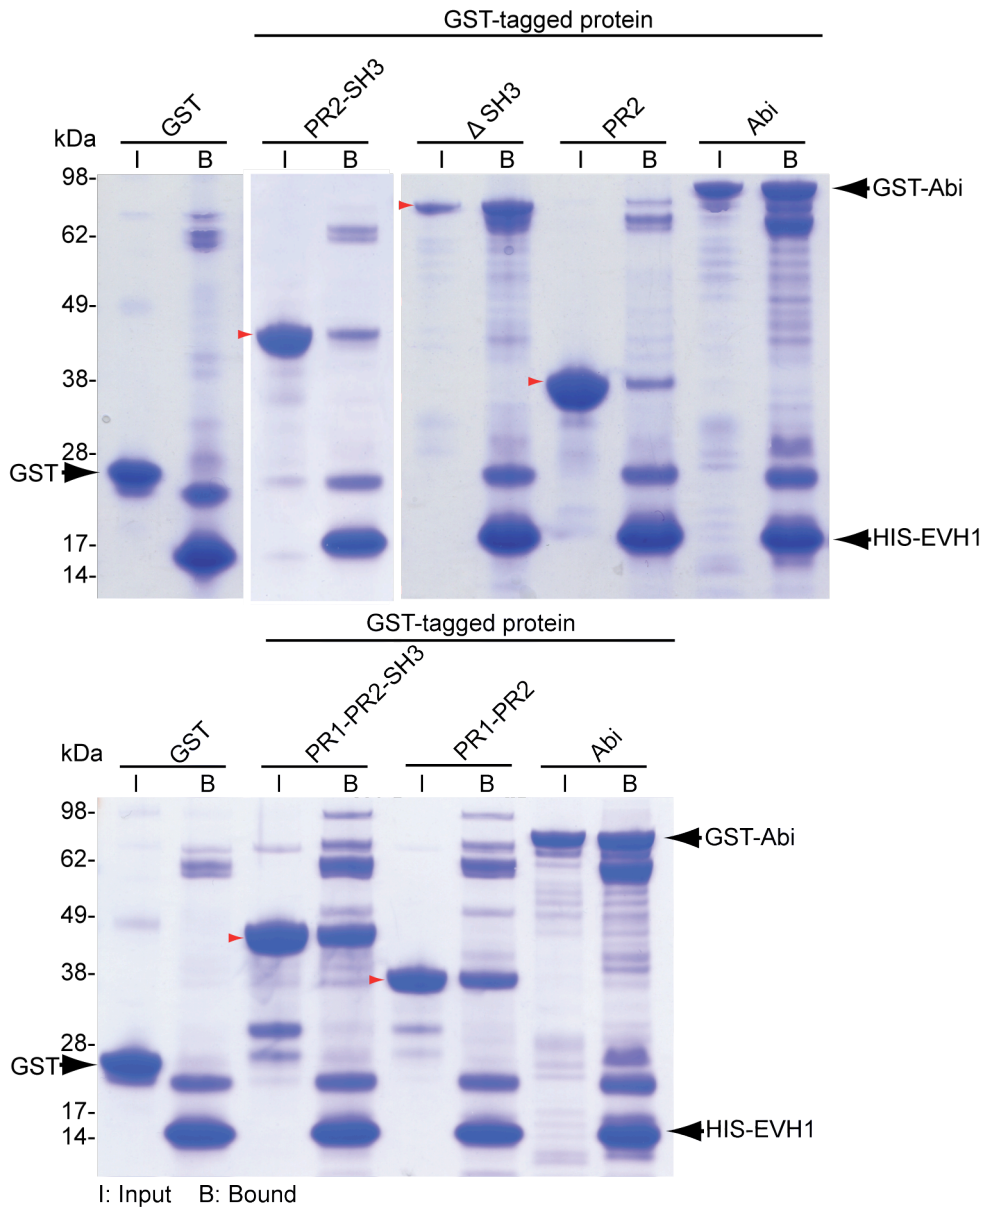 GST-tagged protein
GST PR2-SH3 Δ SH3 PR2 Abi
kDa I B I B I B I B I B
98-
GST-Abi
62-
49-
38-
28-
GST
17-
HIS-EVH1
14-
GST-tagged protein
GST PR1-PR2-SH3 PR1-PR2 Abi
kDa
I B I B I B I B
98-
GST-Abi
62-
49-
38-
28-
GST
17-
HIS-EVH1
14-
I: Input B: Bound